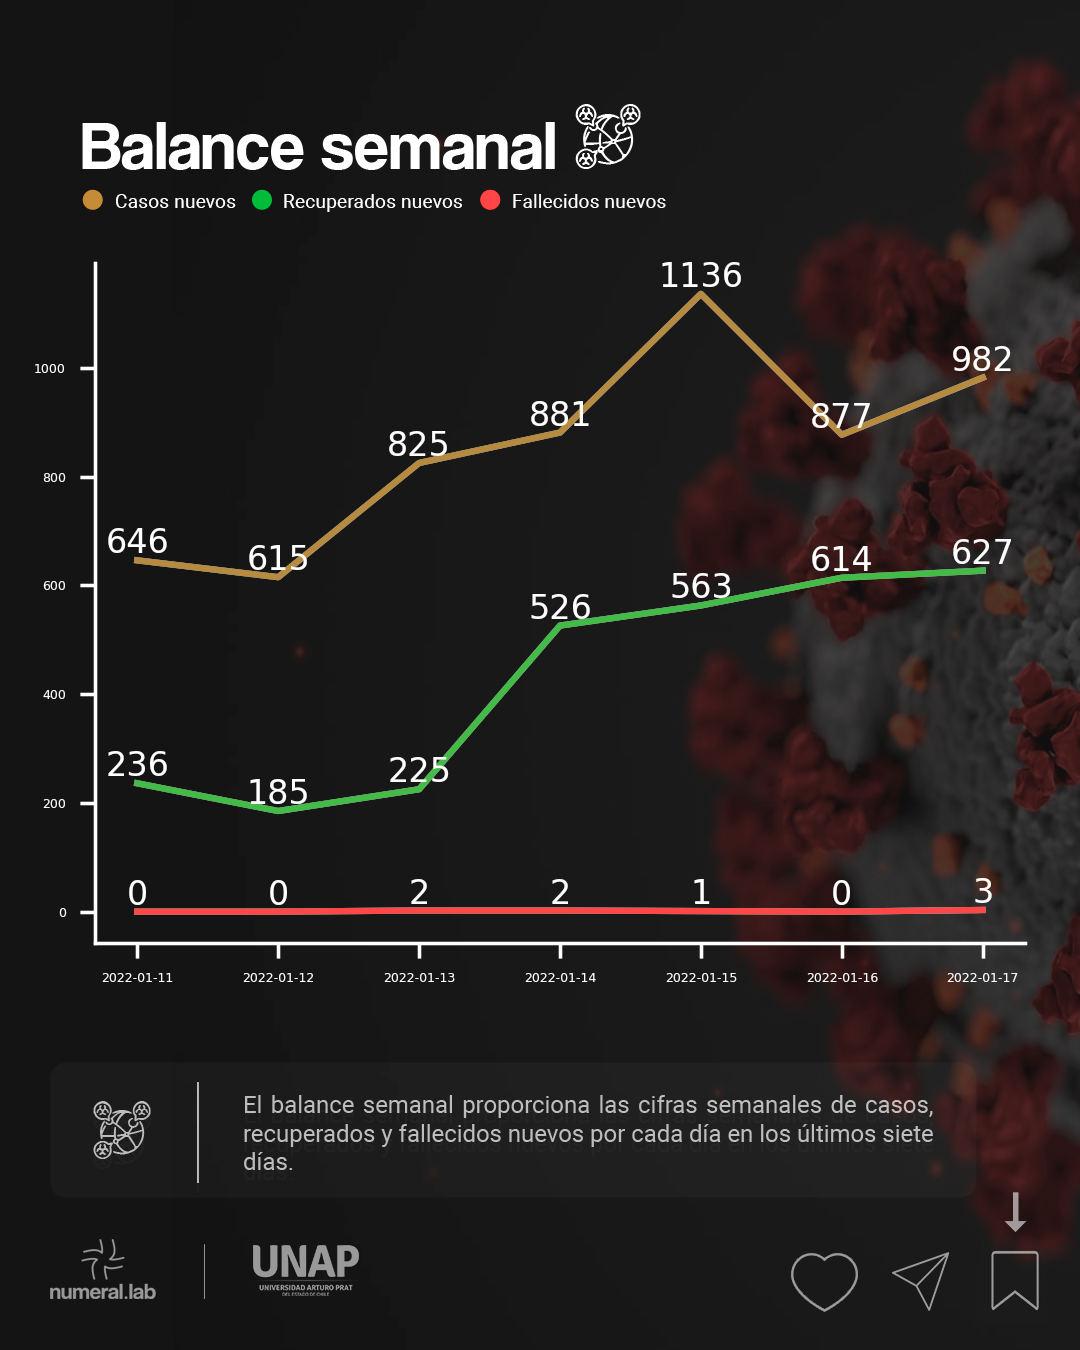 Balance semanal
Casos nuevos Recuperados nuevos Fallecidos nuevos
1136
982
1000
881
877
825
800
646
615
627
614
600
563
526
400
236
225
185
200
0 0 2 2 1 0 3
0
2022-01-11 2022-01-12 2022-01-13 2022-01-14 2022-01-15 2022-01-16 2022-01-17
El balance semanal proporciona las cifras semanales de casos,
recuperados y fallecidos nuevos por cada día en los últimos siete
días.
numeral.lab
UNAP
UNIVERSIDAD ARTURO PRAT
DEL ESTADO DE CHILE